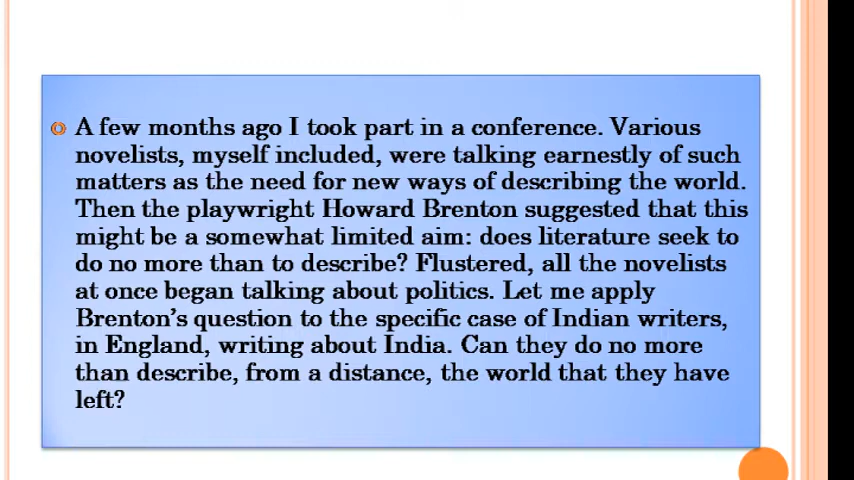 A few months ago I took part in a conference. Various
novelists, myself included, were talking earnestly of such
matters as the need for new ways of describing the world.
Then the playwright Howard Brenton suggested that this
might be a somewhat limited aim: does literature seek to
do no more than to describe? Flustered, all the novelists
at once began talking about politics. Let me apply
Brenton’s question to the specific case of Indian writers,
in England, writing about India. Can they do no more
than describe, from a distance, the world that they have
left?